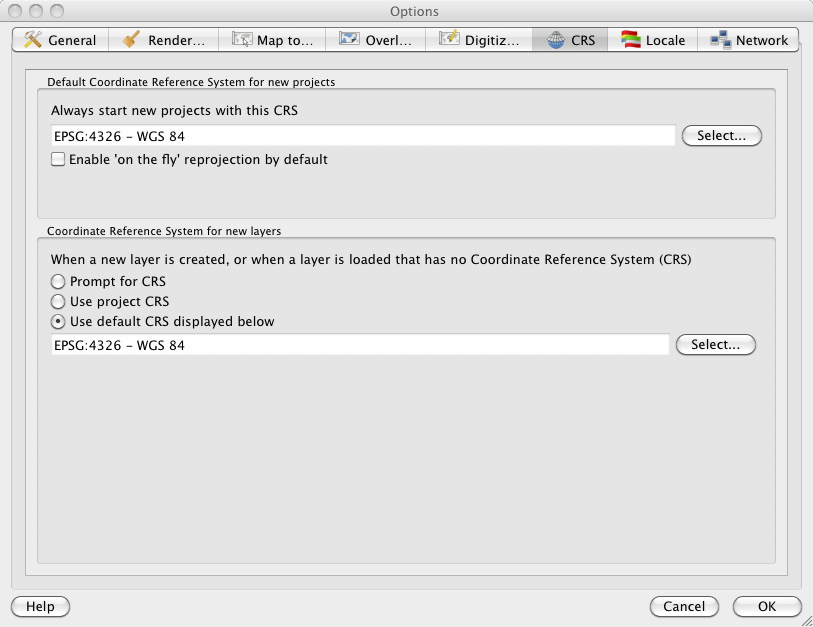 Options
General Render... Map to... Overl... Digitiz... CRS Locale Network
Default Coordinate Reference System for new projects
Always start new projects with this CRS
EPSG:4326 – WGS 84 Select...
Enable 'on the fly' reprojection by default
Coordinate Reference System for new layers
When a new layer is created, or when a layer is loaded that has no Coordinate Reference System (CRS)
Prompt for CRS
Use project CRS
Use default CRS displayed below
EPSG:4326 – WGS 84 Select...
Help Cancel OK